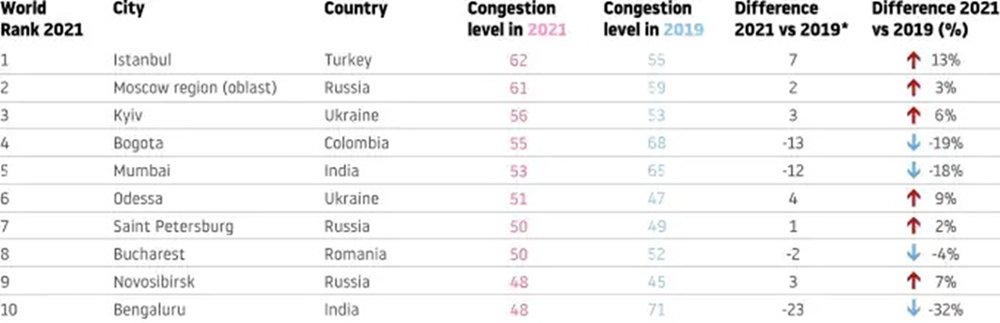 World City Country Congestion Congestion Difference Difference 2021
Rank 2021 level in 2021 level in 2019 2021 vs 2019* vs 2019 (%)
1 Istanbul Turkey 62 55 7 13%
2 Moscow region (oblast) Russia 61 59 2 3%
3 Kyiv Ukraine 56 53 3 6%
4 Bogota Colombia 55 68 -13 -19%
5 Mumbai India 53 65 -12 -18%
6 Odessa Ukraine 51 47 4 9%
7 Saint Petersburg Russia 50 49 1 2%
8 Bucharest Romania 50 52 -2 -4%
9 Novosibirsk Russia 48 45 3 7%
10 Bengaluru India 48 71 -23 -32%